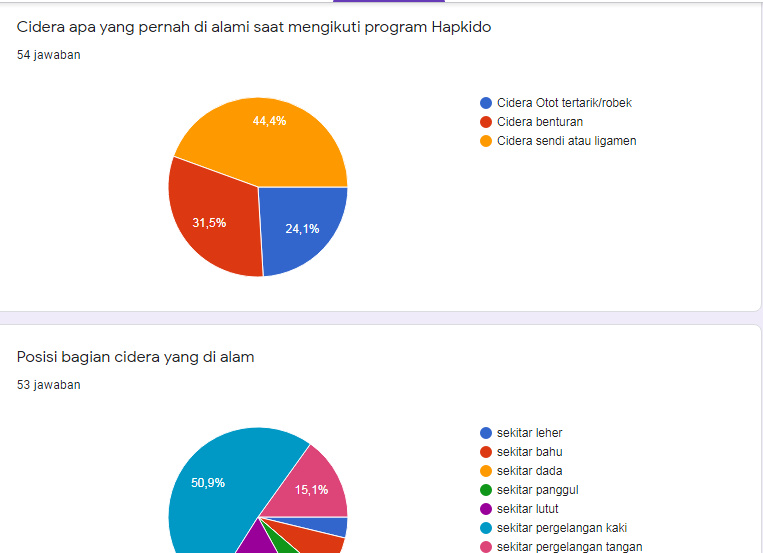 Cidera apa yang pernah di alami saat mengikuti program Hapkido
54 jawaban
44,4%
31,5%
24,1%
Cidera Otot tertarik/robek
Cidera benturan
Cidera sendi atau ligamen
Posisi bagian cidera yang di alam
53 jawaban
50,9%
15,1%
sekitar leher
sekitar bahu
sekitar dada
sekitar panggul
sekitar lutut
sekitar pergelangan kaki
sekitar pergelangan tangan